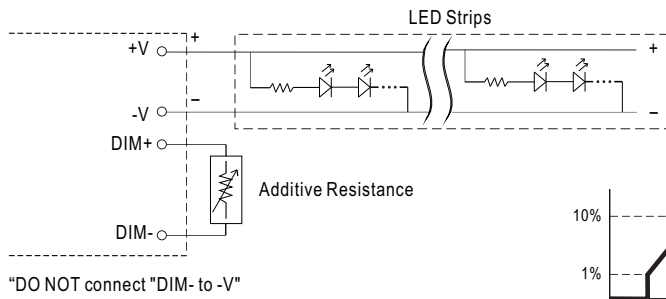 LED Strips
+V
+
+
-V
–
–
DIM+
Additive Resistance
DIM-
10%
1%
“DO NOT connect "DIM- to -V"